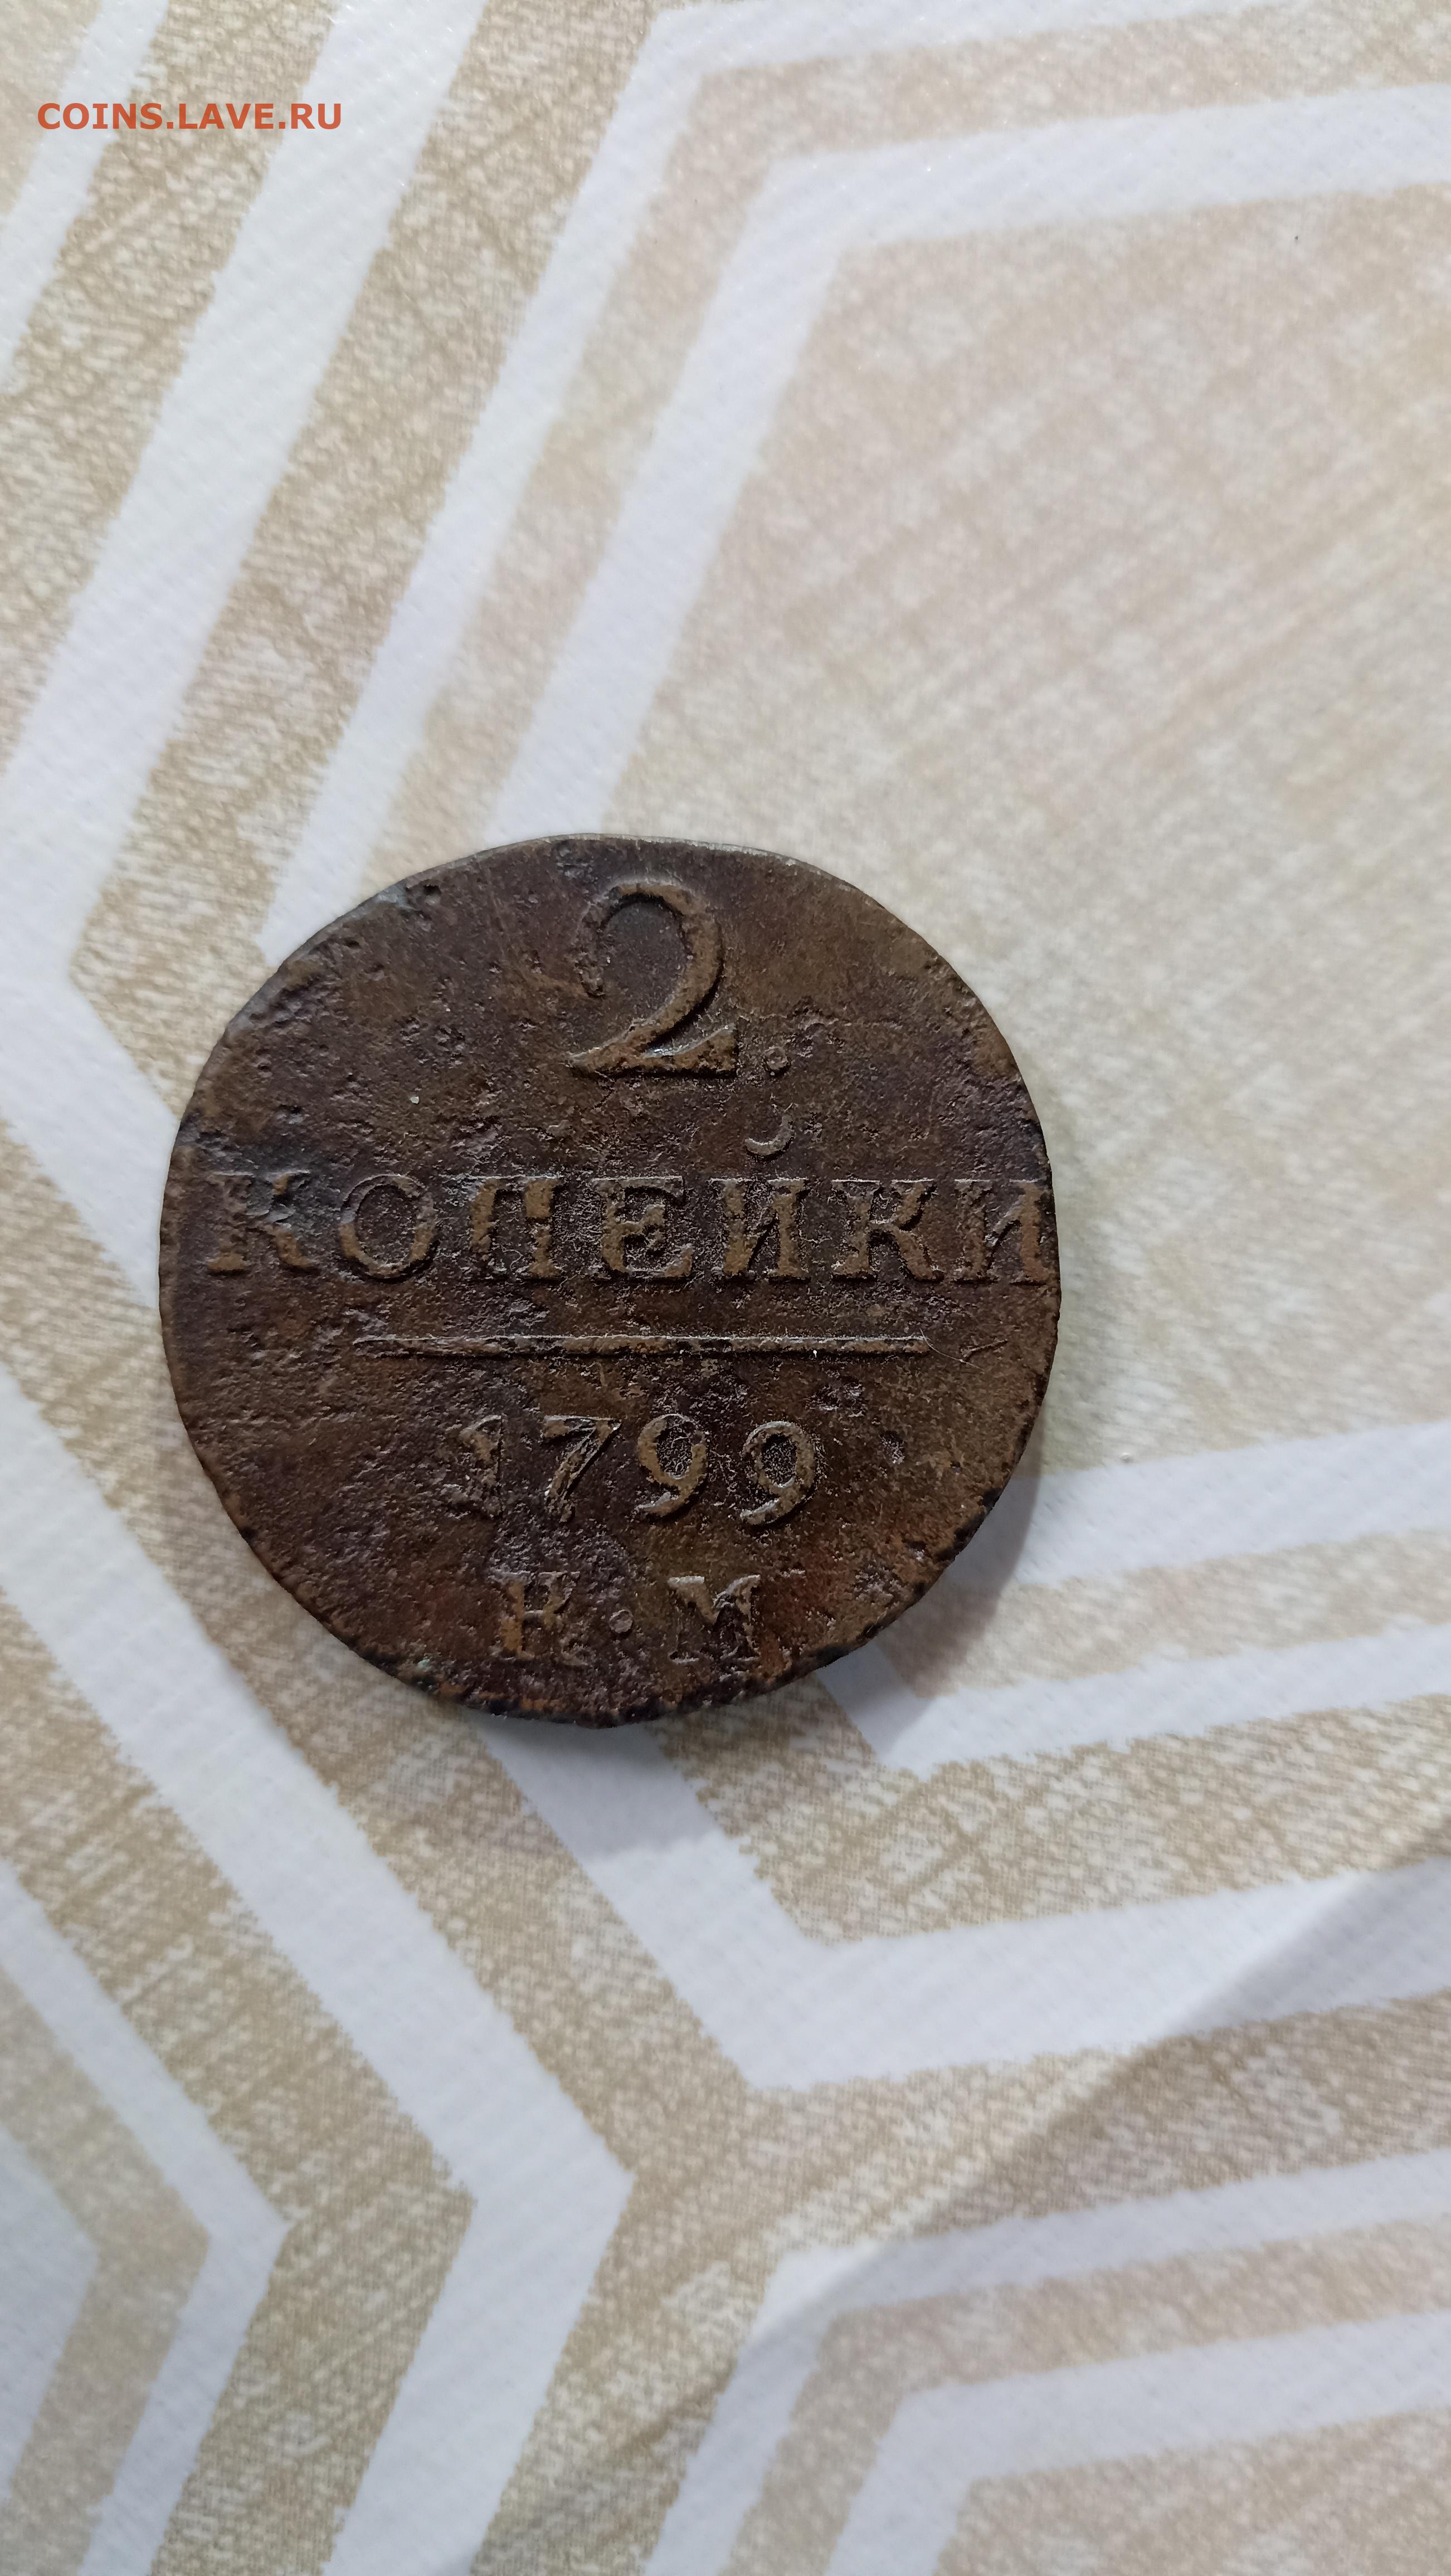 COINS.LAVE.RU
2.
КОПЕЙКИ
1799
К·М